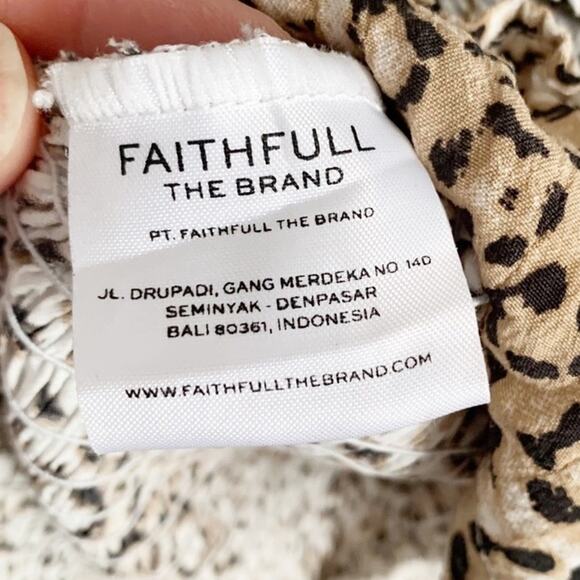 FAITHFULL
THE BRAND
PT. FAITHFULL THE BRAND
JL. DRUPADI, GANG MERDEKA NO 14D
SEMINYAK - DENPASAR
BALI 80361, INDONESIA
WWW.FAITHFULLTHEBRAND.COM